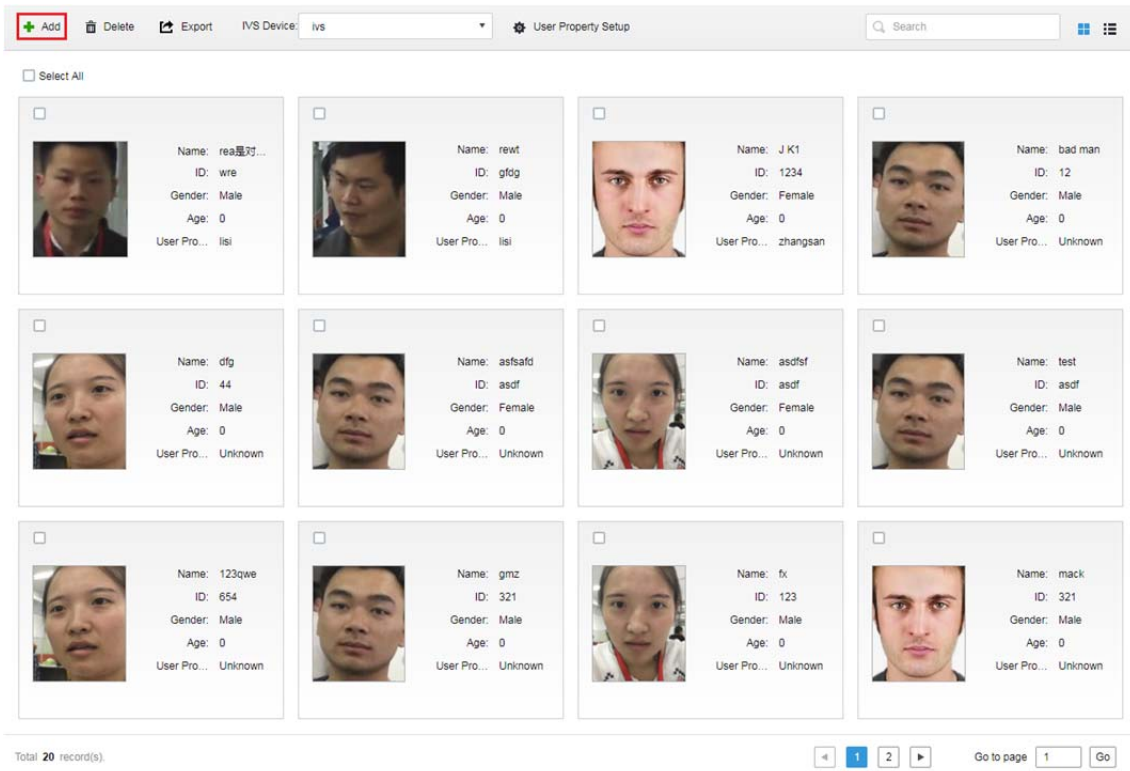 Add Delete Export IVS Device: ivs User Property Setup Search
Select All
Name: rea是对...
ID: wre
Gender: Male
Age: 0
User Pro... lisi
Name: rewt
ID: gfdg
Gender: Male
Age: 0
User Pro... lisi
Name: J K1
ID: 1234
Gender: Female
Age: 0
User Pro... zhangsan
Name: bad man
ID: 12
Gender: Male
Age: 0
User Pro... Unknown
Name: dfg
ID: 44
Gender: Male
Age: 0
User Pro... Unknown
Name: asfsafd
ID: asdf
Gender: Female
Age: 0
User Pro... Unknown
Name: asdfsf
ID: asdf
Gender: Female
Age: 0
User Pro... Unknown
Name: test
ID: asdf
Gender: Male
Age: 0
User Pro... Unknown
Name: 123qwe
ID: 654
Gender: Male
Age: 0
User Pro... Unknown
Name: gmz
ID: 321
Gender: Male
Age: 0
User Pro... Unknown
Name: fx
ID: 123
Gender: Male
Age: 0
User Pro... Unknown
Name: mack
ID: 321
Gender: Male
Age: 0
User Pro... Unknown
Total 20 record(s). 1 2 Go to page 1 Go